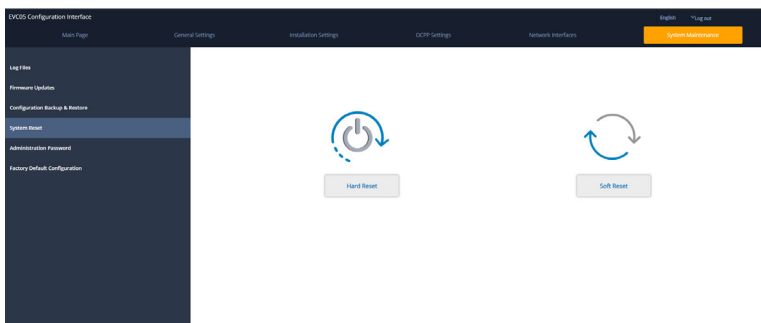 EVC05 Configuration Interface
English Log out
Main Page General Settings Installation Settings OCPP Settings Network Interfaces System Maintenance
Log Files
Firmware Updates
Configuration Backup & Restore
System Reset
Administration Password
Factory Default Configuration
Hard Reset Soft Reset